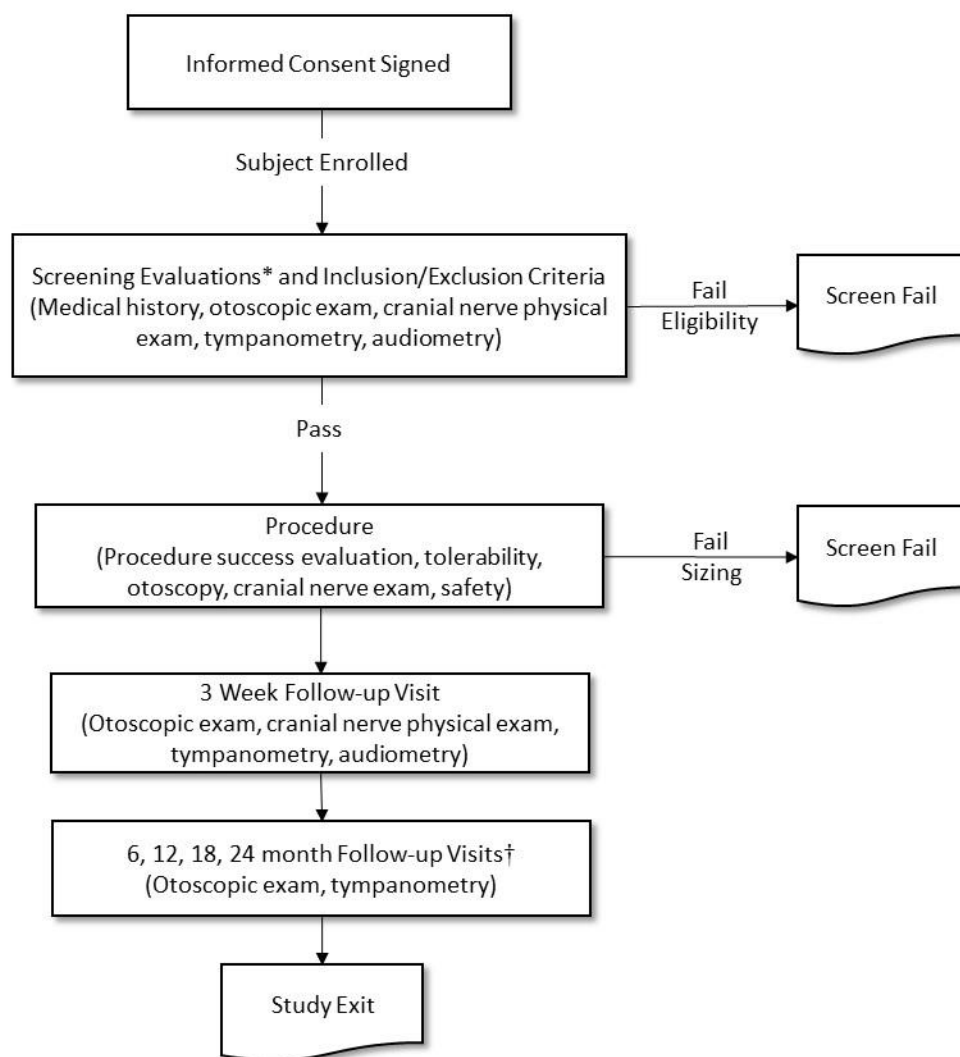 Informed Consent Signed
Subject Enrolled
Screening Evaluations* and Inclusion/Exclusion Criteria
(Medical history, otoscopic exam, cranial nerve physical
exam, tympanometry, audiometry)
Fail
Eligibility
Screen Fail
Pass
Procedure
(Procedure success evaluation, tolerability,
otoscopy, cranial nerve exam, safety)
Fail
Sizing
Screen Fail
3 Week Follow-up Visit
(Otoscopic exam, cranial nerve physical exam,
tympanometry, audiometry)
6, 12, 18, 24 month Follow-up Visits†
(Otoscopic exam, tympanometry)
Study Exit